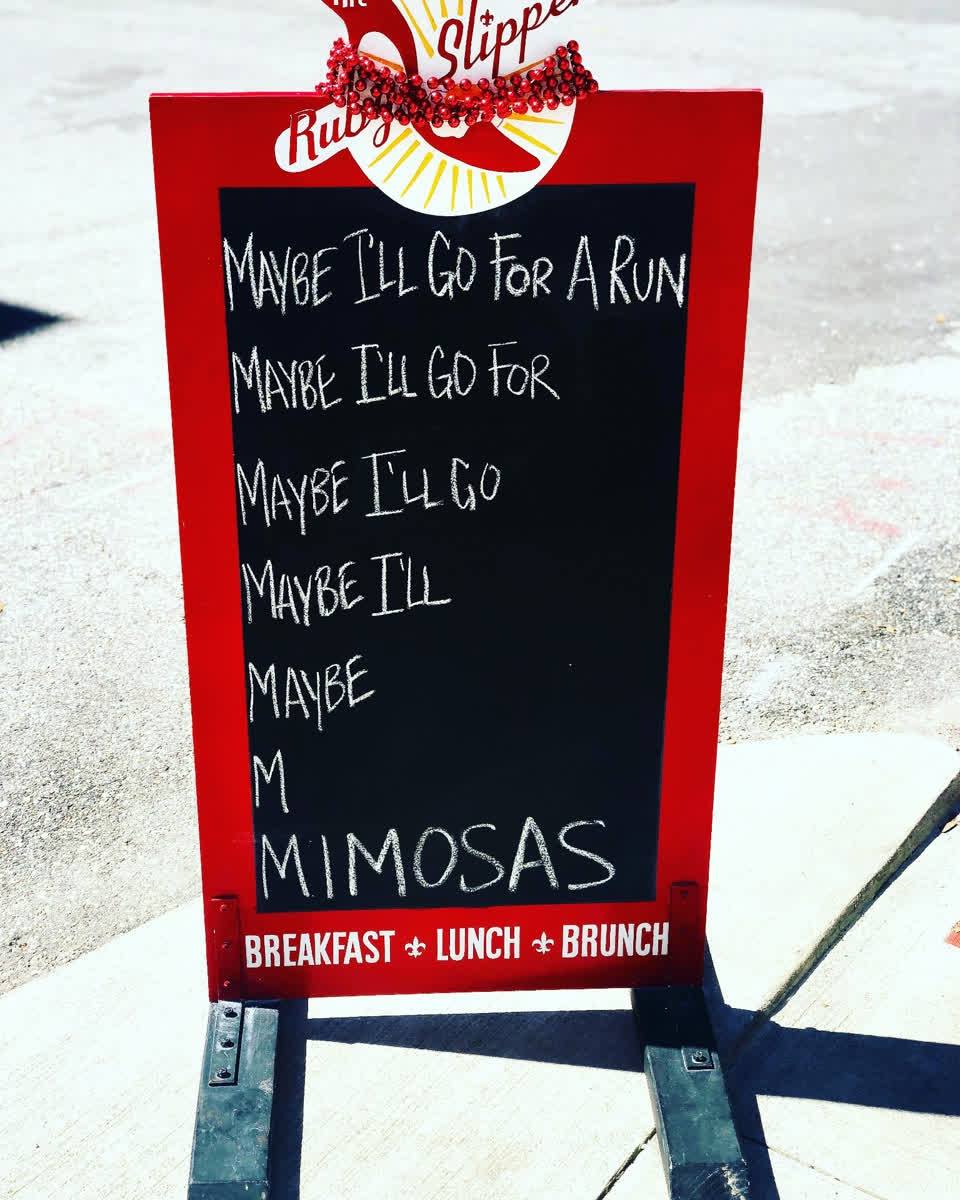 THE
Ruby Slipper
MAYBE I'LL GO FOR A RUN
MAYBE I'LL GO FOR
MAYBE I'LL GO
MAYBE I'LL
MAYBE
M
MIMOSAS
BREAKFAST ⚜ LUNCH ⚜ BRUNCH